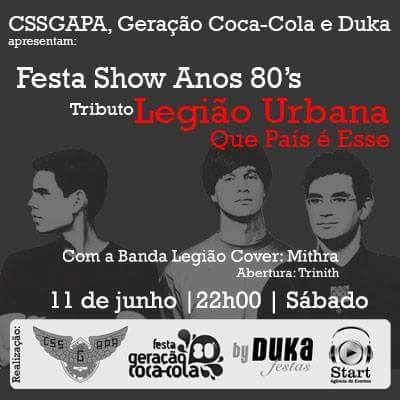 CSSGAPA, Geração Coca-Cola e Duka
apresentam:
Festa Show Anos 80's
Tributo Legião Urbana
Que País é Esse
Com a Banda Legião Cover: Mithra
Abertura: Trinith
11 de junho | 22h00 | Sábado
Realização:
CSS G APA
festa
geração 80
coca-cola
by DUKA
festas
Start
Agência de Eventos